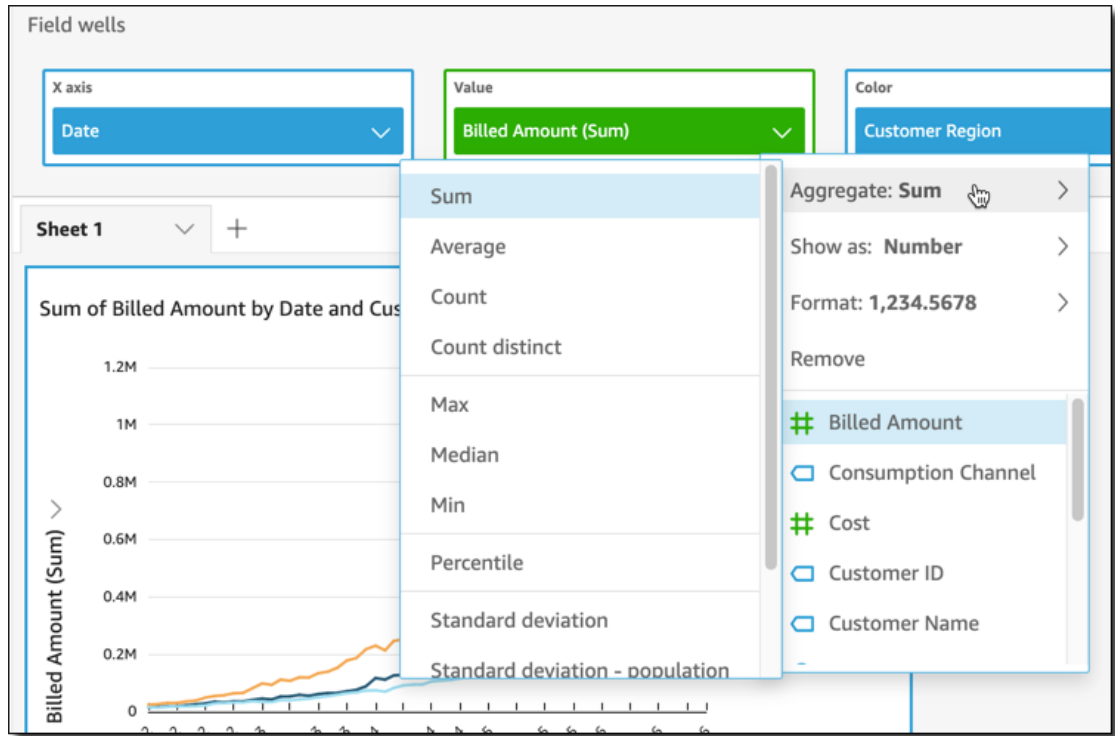 Field wells
X axis
Date
Value
Billed Amount (Sum)
Color
Customer Region
Sheet 1
Sum of Billed Amount by Date and Cus
1.2M
1M
0.8M
0.6M
0.4M
0.2M
0
Billed Amount (Sum)
Sum
Average
Count
Count distinct
Max
Median
Min
Percentile
Standard deviation
Standard deviation - population
Aggregate: Sum
Show as: Number
Format: 1,234.5678
Remove
Billed Amount
Consumption Channel
Cost
Customer ID
Customer Name